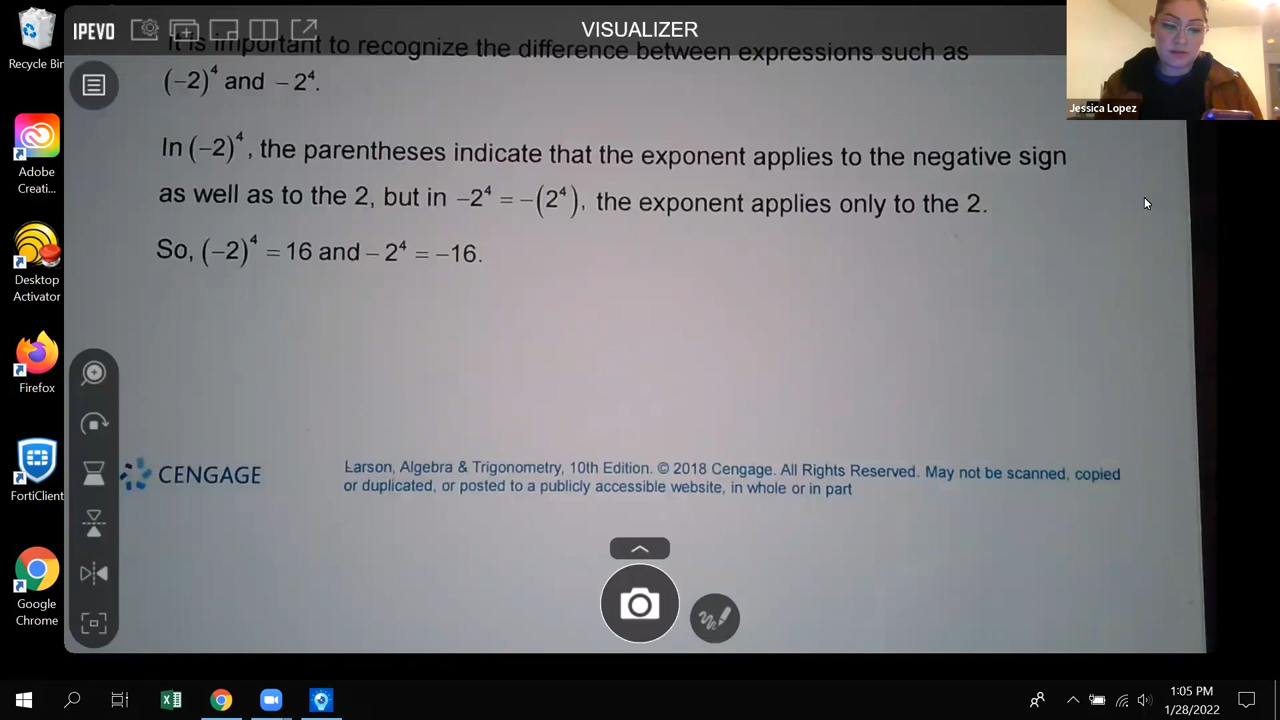 Recycle Bin
Adobe
Creati...
Desktop
Activator
Firefox
FortiClient
Google
Chrome
IPEVO
VISUALIZER
Jessica Lopez
It is important to recognize the difference between expressions such as
(−2)⁴ and − 2⁴.
In (−2)⁴, the parentheses indicate that the exponent applies to the negative sign
as well as to the 2, but in −2⁴ = −(2⁴), the exponent applies only to the 2.
So, (−2)⁴ = 16 and − 2⁴ = −16.
CENGAGE
Larson, Algebra & Trigonometry, 10th Edition. © 2018 Cengage. All Rights Reserved. May not be scanned, copied
or duplicated, or posted to a publicly accessible website, in whole or in part
1:05 PM
1/28/2022